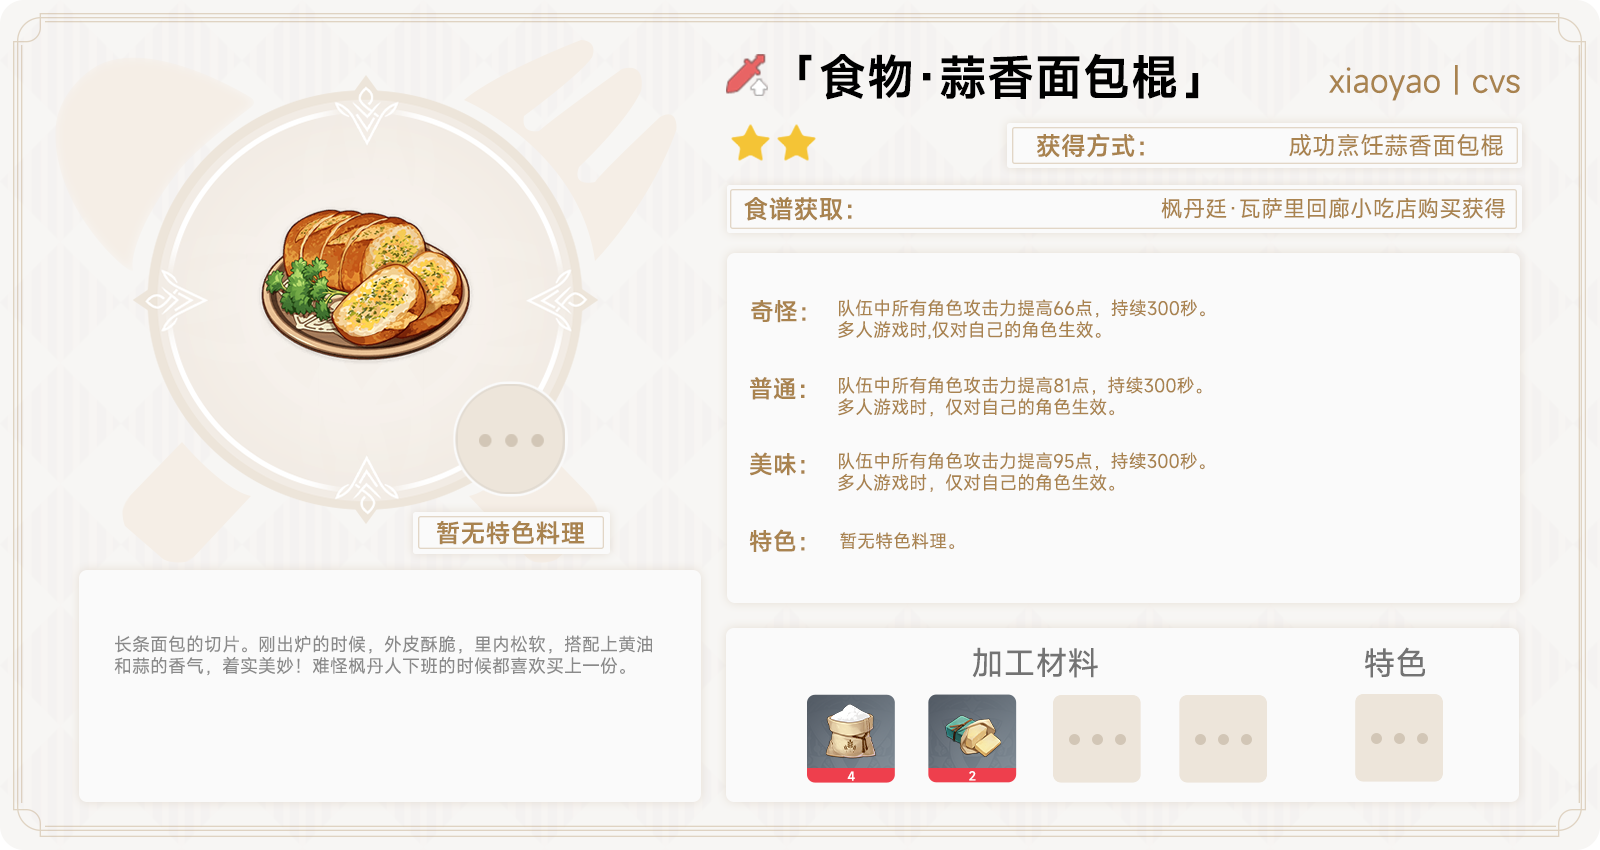 「食物·蒜香面包棍」
xiaoyao | cvs
获得方式：
成功烹饪蒜香面包棍
食谱获取：
枫丹廷·瓦萨里回廊小吃店购买获得
奇怪：
队伍中所有角色攻击力提高66点，持续300秒。
多人游戏时,仅对自己的角色生效。
普通：
队伍中所有角色攻击力提高81点，持续300秒。
多人游戏时，仅对自己的角色生效。
美味：
队伍中所有角色攻击力提高95点，持续300秒。
多人游戏时，仅对自己的角色生效。
特色：
暂无特色料理。
暂无特色料理
长条面包的切片。刚出炉的时候，外皮酥脆，里内松软，搭配上黄油
和蒜的香气，着实美妙！难怪枫丹人下班的时候都喜欢买上一份。
加工材料
特色
4
2